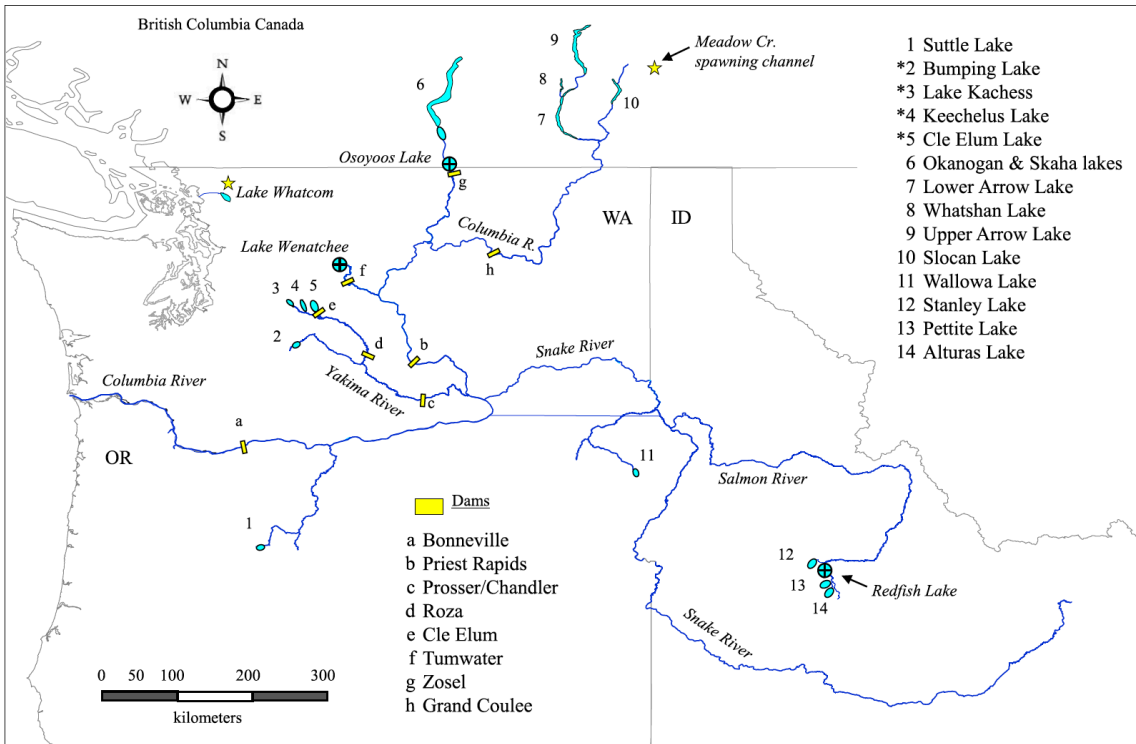 British Columbia Canada
N
W
E
S
Meadow Cr.
spawning channel
9
8
7
10
6
Osoyoos Lake
g
Lake Whatcom
WA
ID
Columbia R.
h
Lake Wenatchee
f
3
4
5
e
2
d
b
Yakima River
c
Snake River
Columbia River
a
OR
1
11
Salmon River
12
13
14
Redfish Lake
Snake River
1 Suttle Lake
*2 Bumping Lake
*3 Lake Kachess
*4 Keechelus Lake
*5 Cle Elum Lake
6 Okanogan & Skaha lakes
7 Lower Arrow Lake
8 Whatshan Lake
9 Upper Arrow Lake
10 Slocan Lake
11 Wallowa Lake
12 Stanley Lake
13 Pettite Lake
14 Alturas Lake
Dams
a Bonneville
b Priest Rapids
c Prosser/Chandler
d Roza
e Cle Elum
f Tumwater
g Zosel
h Grand Coulee
0 50 100 200 300
kilometers